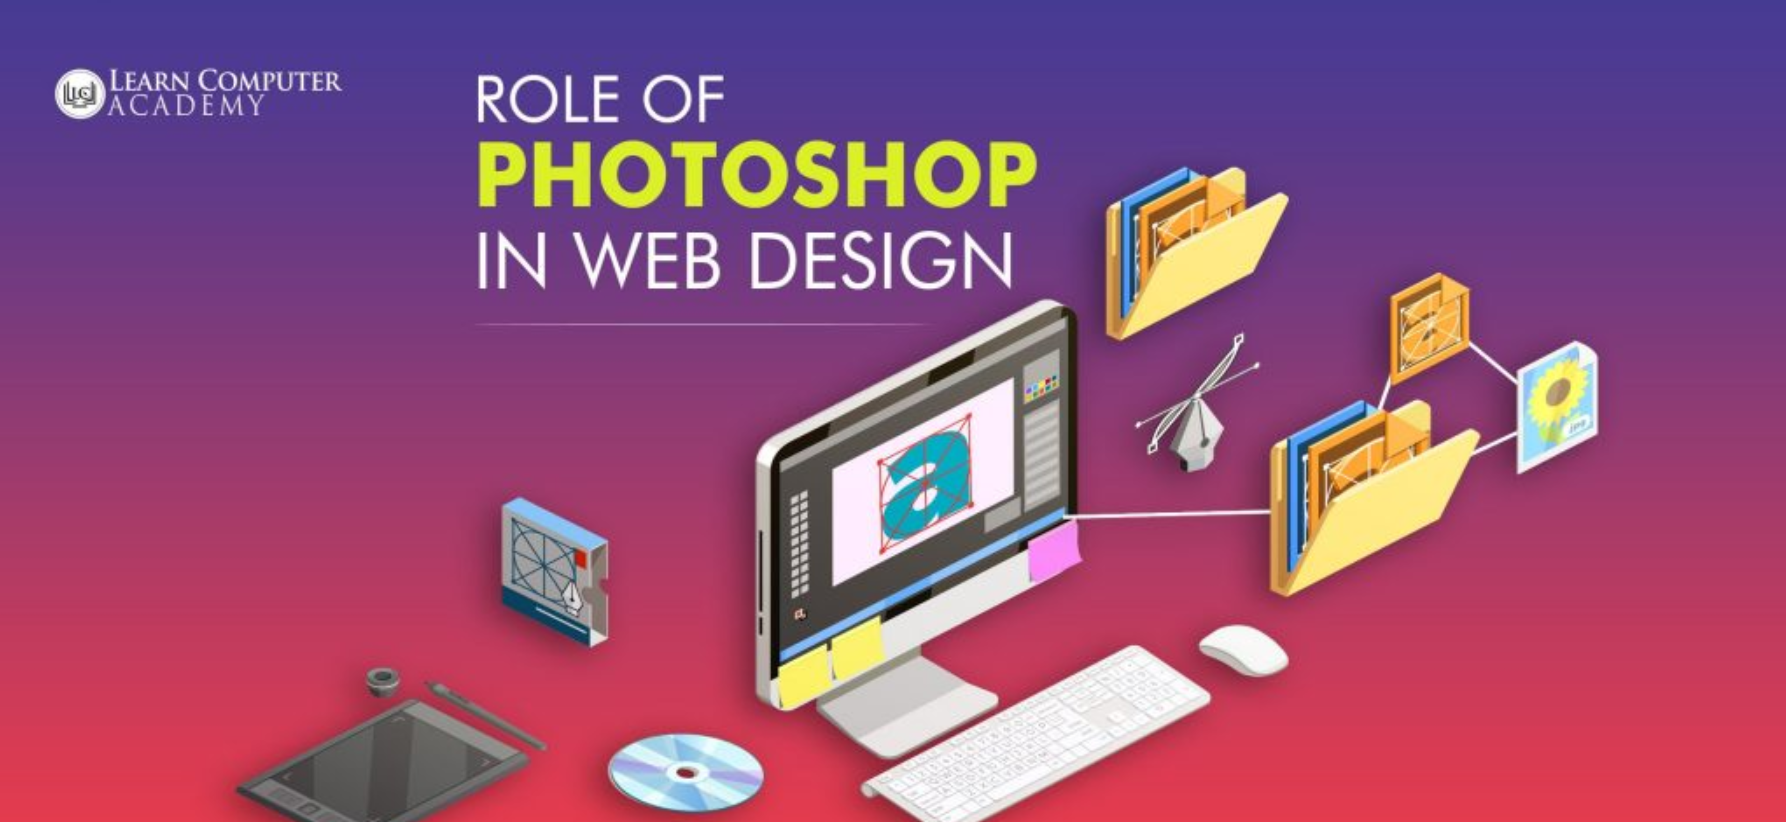 LEARN COMPUTER
ACADEMY
ROLE OF
PHOTOSHOP
IN WEB DESIGN